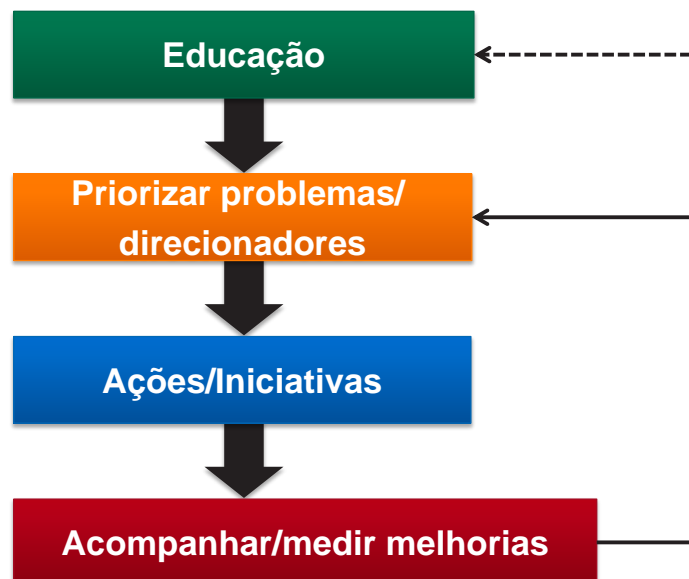 Educação
Priorizar problemas/
direcionadores
Ações/Iniciativas
Acompanhar/medir melhorias